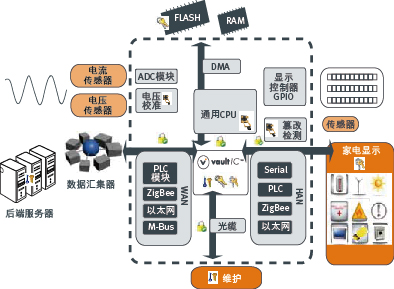 FLASH
RAM
电流
传感器
ADC模块
DMA
显示
控制器
GPIO
电压
传感器
电压
校准
通用CPU
篡改
检测
传感器
数据汇集器
vaultIC™
家电显示
后端服务器
PLC
模块
ZigBee
以太网
M-Bus
WAN
Serial
PLC
ZigBee
以太网
HAN
光缆
维护